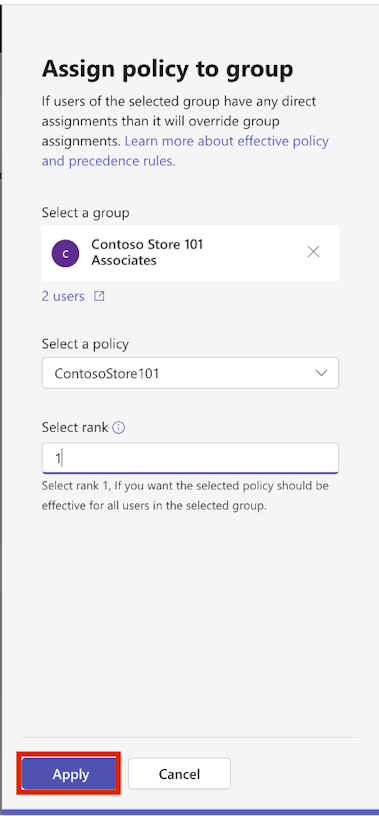 Assign policy to group
If users of the selected group have any direct
assignments than it will override group
assignments. Learn more about effective policy
and precedence rules.
Select a group
C
Contoso Store 101
Associates
2 users
Select a policy
ContosoStore101
Select rank
1
Select rank 1, If you want the selected policy should be
effective for all users in the selected group.
Apply
Cancel